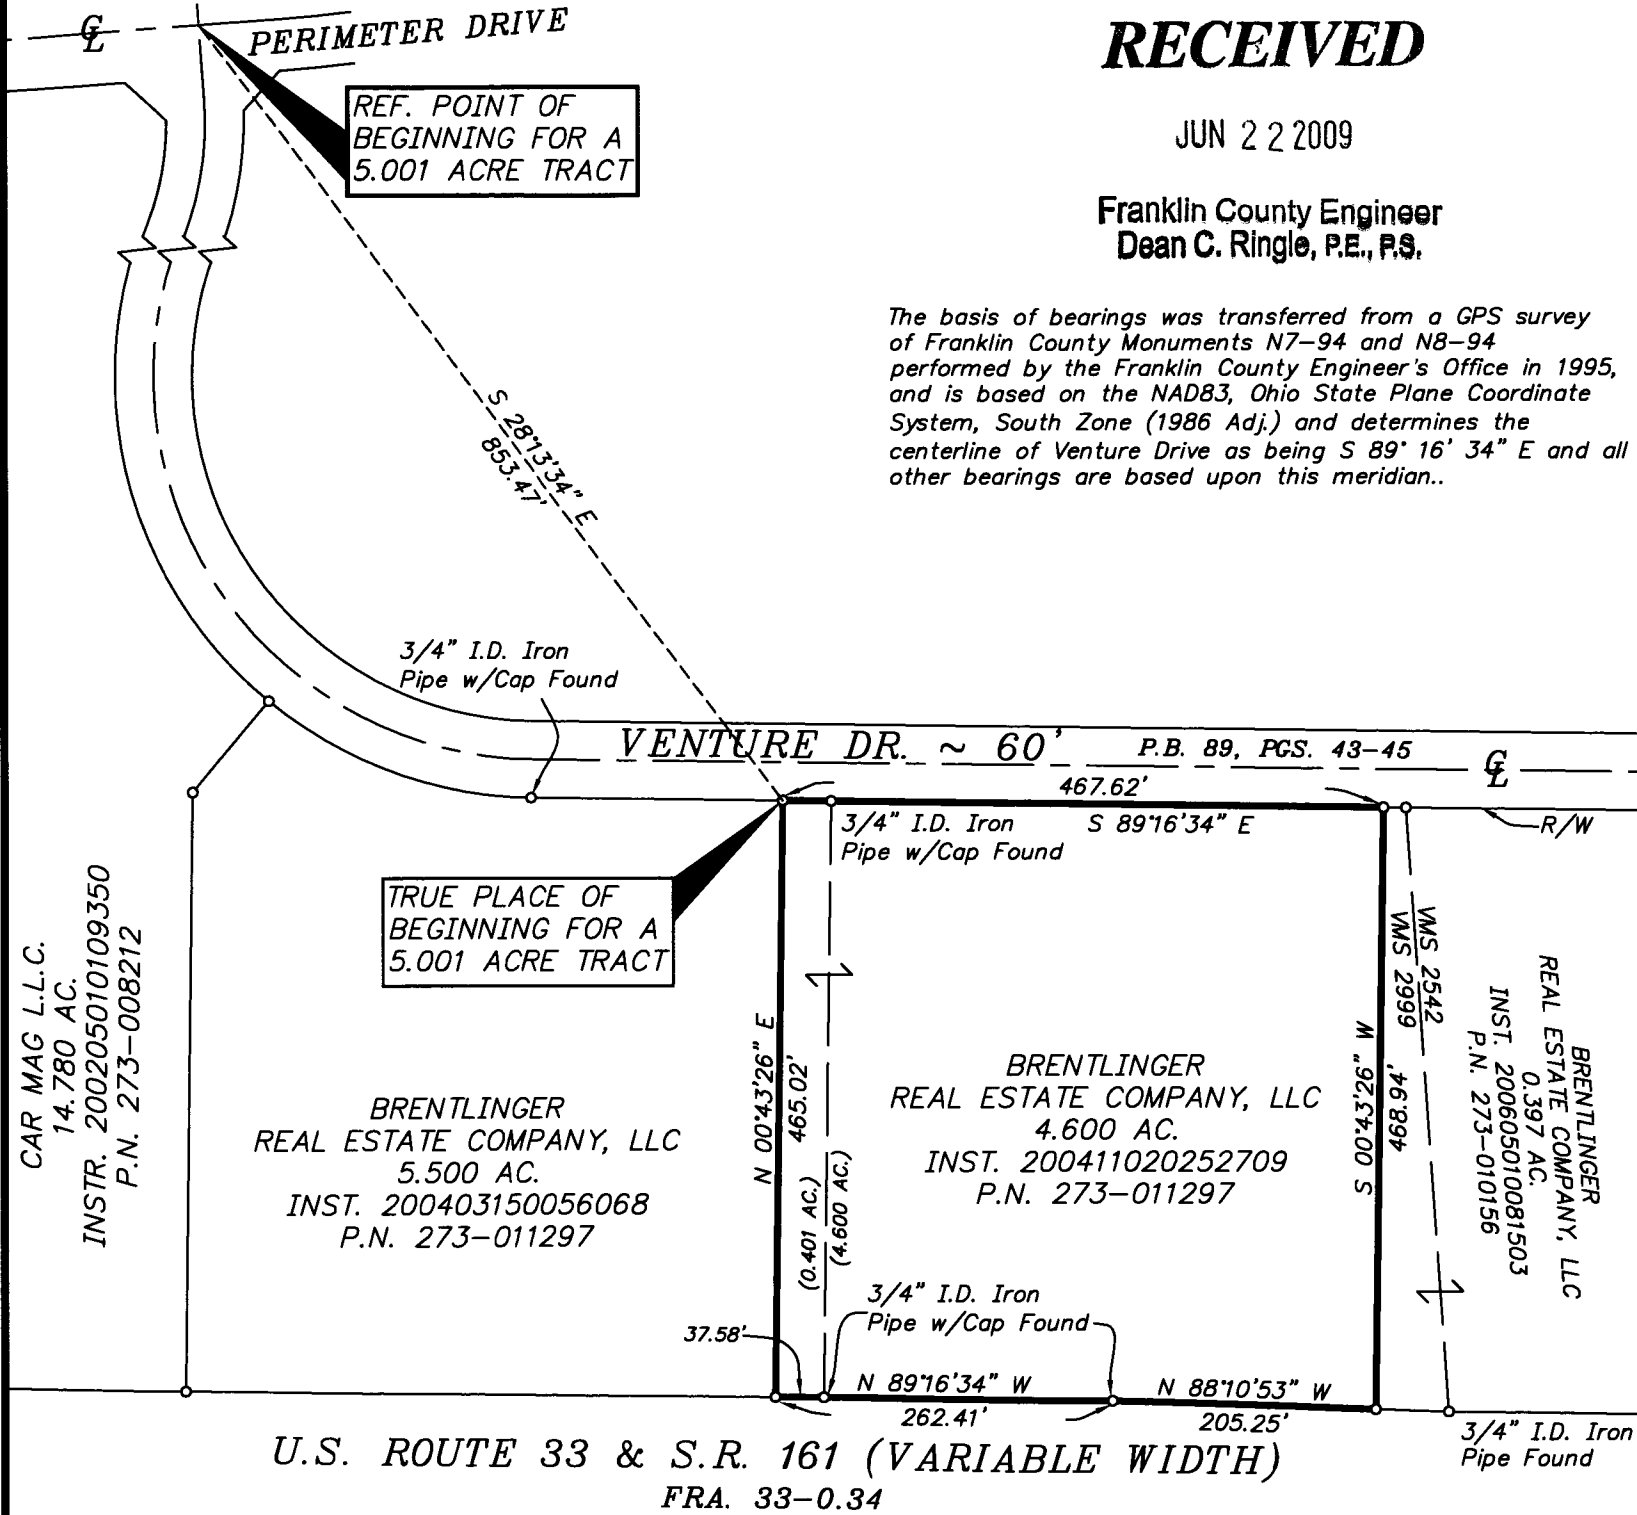 ℄
PERIMETER DRIVE
RECEIVED
JUN 22 2009
Franklin County Engineer
Dean C. Ringle, P.E., P.S.
REF. POINT OF
BEGINNING FOR A
5.001 ACRE TRACT
The basis of bearings was transferred from a GPS survey
of Franklin County Monuments N7-94 and N8-94
performed by the Franklin County Engineer's Office in 1995,
and is based on the NAD83, Ohio State Plane Coordinate
System, South Zone (1986 Adj.) and determines the
centerline of Venture Drive as being S 89° 16' 34" E and all
other bearings are based upon this meridian..
S 28°13'34" E
853.47'
3/4" I.D. Iron
Pipe w/Cap Found
VENTURE DR. ~ 60'
P.B. 89, PGS. 43-45
℄
467.62'
S 89°16'34" E
3/4" I.D. Iron
Pipe w/Cap Found
R/W
TRUE PLACE OF
BEGINNING FOR A
5.001 ACRE TRACT
CAR MAG L.L.C.
14.780 AC.
INSTR. 200205010109350
P.N. 273-008212
BRENTLINGER
REAL ESTATE COMPANY, LLC
5.500 AC.
INST. 200403150056068
P.N. 273-011297
N 00°43'26" E
465.02'
(0.401 AC.)
(4.600 AC.)
BRENTLINGER
REAL ESTATE COMPANY, LLC
4.600 AC.
INST. 200411020252709
P.N. 273-011297
S 00°43'26" W
468.94'
VMS 2542
VMS 2999
BRENTLINGER
REAL ESTATE COMPANY, LLC
0.397 AC.
INST. 200605010081503
P.N. 273-010156
3/4" I.D. Iron
Pipe w/Cap Found
37.58'
N 89°16'34" W
262.41'
N 88°10'53" W
205.25'
3/4" I.D. Iron
Pipe Found
U.S. ROUTE 33 & S.R. 161 (VARIABLE WIDTH)
FRA. 33-0.34